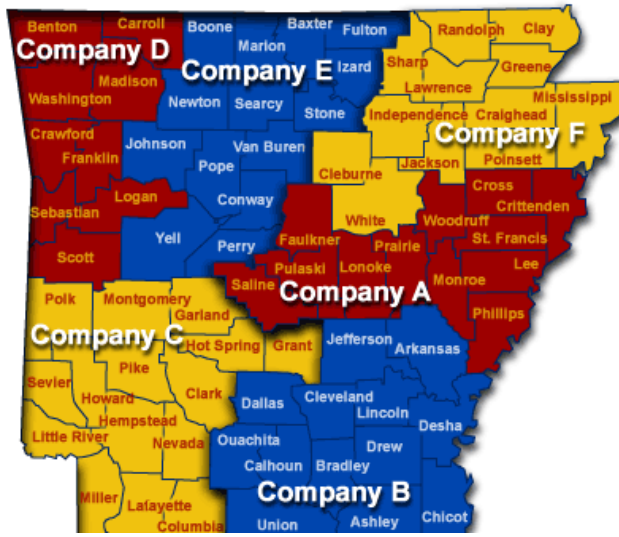 Benton
Carroll
Boone
Baxter
Fulton
Randolph
Clay
Company D
Marion
Company E
Izard
Sharp
Greene
Madison
Washington
Newton
Searcy
Stone
Lawrence
Mississippi
Independence
Craighead
Company F
Crawford
Franklin
Johnson
Van Buren
Pope
Cleburne
Jackson
Poinsett
Logan
Sebastian
Conway
White
Cross
Crittenden
Woodruff
Yell
Perry
Faulkner
Prairie
St. Francis
Scott
Pulaski
Lonoke
Lee
Saline
Company A
Monroe
Polk
Montgomery
Garland
Phillips
Company C
Hot Spring
Grant
Jefferson
Arkansas
Pike
Sevier
Howard
Clark
Dallas
Cleveland
Lincoln
Desha
Hempstead
Little River
Nevada
Ouachita
Drew
Calhoun
Bradley
Miller
Lafayette
Company B
Columbia
Union
Ashley
Chicot